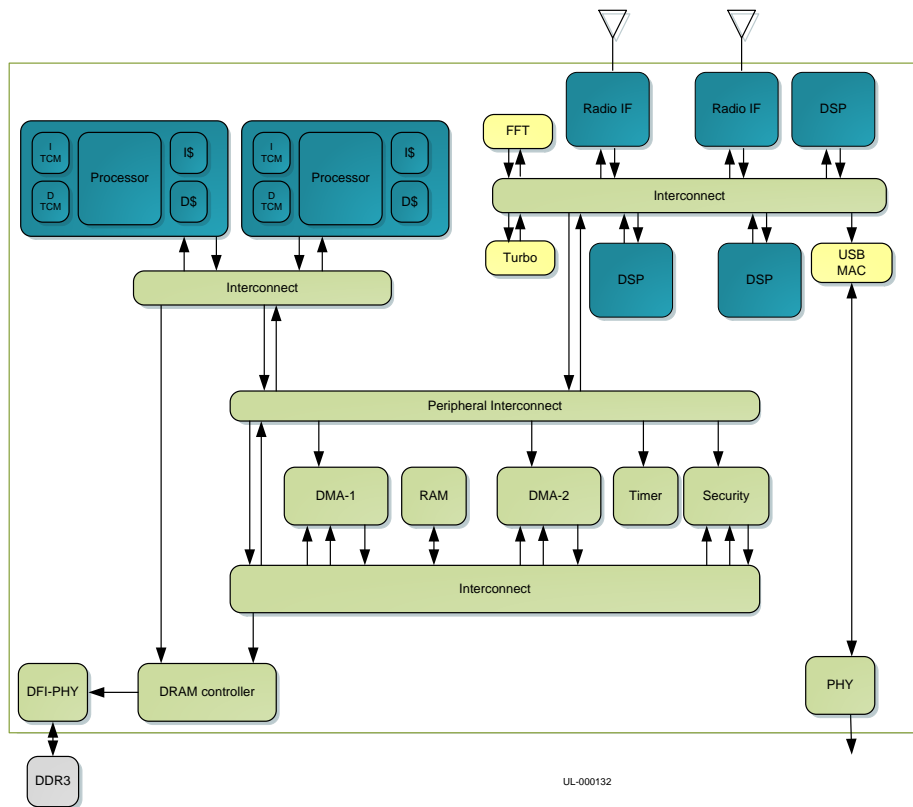 Radio IF
Radio IF
DSP
FFT
I
TCM
Processor
I$
D
TCM
D$
I
TCM
Processor
I$
D
TCM
D$
Interconnect
Turbo
DSP
DSP
USB
MAC
Interconnect
Peripheral Interconnect
DMA-1
RAM
DMA-2
Timer
Security
Interconnect
DFI-PHY
DRAM controller
PHY
DDR3
UL-000132